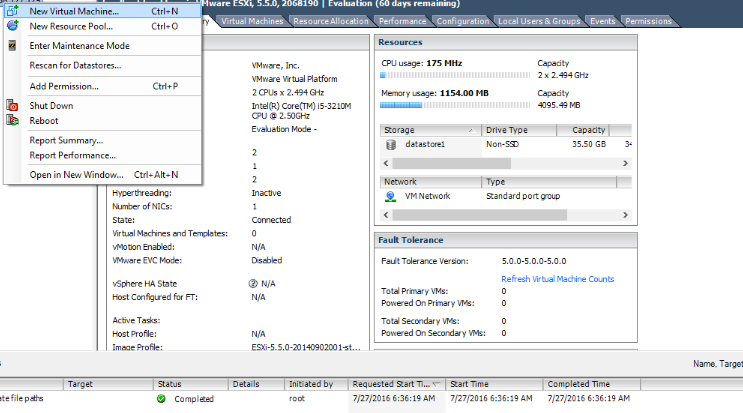 VMware ESXi, 5.5.0, 2068190 | Evaluation (60 days remaining)
Virtual Machines Resource Allocation Performance Configuration Local Users & Groups Events Permissions
New Virtual Machine... Ctrl+N
New Resource Pool... Ctrl+O
Enter Maintenance Mode
Rescan for Datastores...
Add Permission... Ctrl+P
Shut Down
Reboot
Report Summary...
Report Performance...
Open in New Window... Ctrl+Alt+N
VMware, Inc.
VMware Virtual Platform
2 CPUs x 2.494 GHz
Intel(R) Core(TM) i5-3210M
CPU @ 2.50GHz
Evaluation Mode -
2
1
2
Hyperthreading: Inactive
Number of NICs: 1
State: Connected
Virtual Machines and Templates: 0
vMotion Enabled: N/A
VMware EVC Mode: Disabled
vSphere HA State N/A
Host Configured for FT: N/A
Active Tasks:
Host Profile: N/A
Image Profile: ESXi-5.5.0-20140902001-st...
Resources
CPU usage: 175 MHz Capacity
2 x 2.494 GHz
Memory usage: 1154.00 MB Capacity
4095.49 MB
Storage Drive Type Capacity
datastore1 Non-SSD 35.50 GB 34
Network Type
VM Network Standard port group
Fault Tolerance
Fault Tolerance Version: 5.0.0-5.0.0-5.0.0
Refresh Virtual Machine Counts
Total Primary VMs: 0
Powered On Primary VMs: 0
Total Secondary VMs: 0
Powered On Secondary VMs: 0
Name, Target
Target Status Details Initiated by Requested Start Ti... Start Time Completed Time
te file paths Completed root 7/27/2016 6:36:19 AM 7/27/2016 6:36:19 AM 7/27/2016 6:36:19 AM